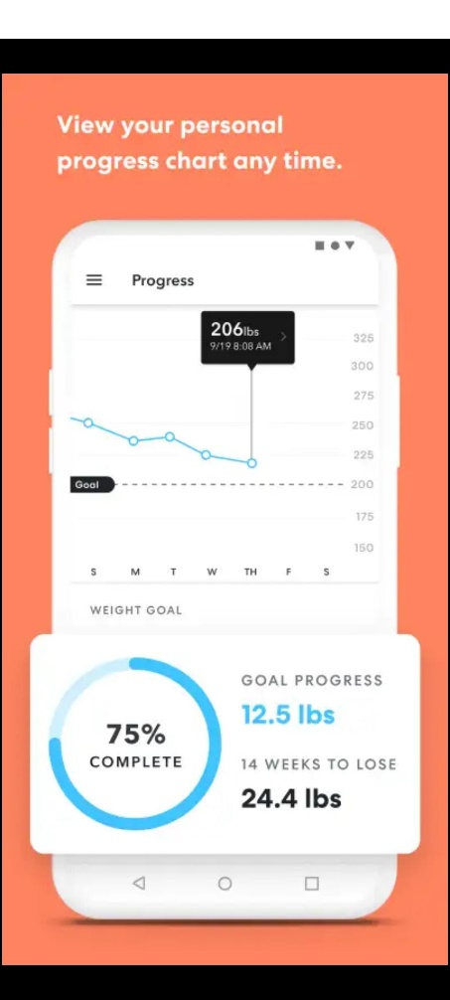 View your personal
progress chart any time.
Progress
206lbs
9/19 8:08 AM
325
300
275
250
225
Goal
200
175
150
S M T W TH F S
WEIGHT GOAL
75%
COMPLETE
GOAL PROGRESS
12.5 lbs
14 WEEKS TO LOSE
24.4 lbs